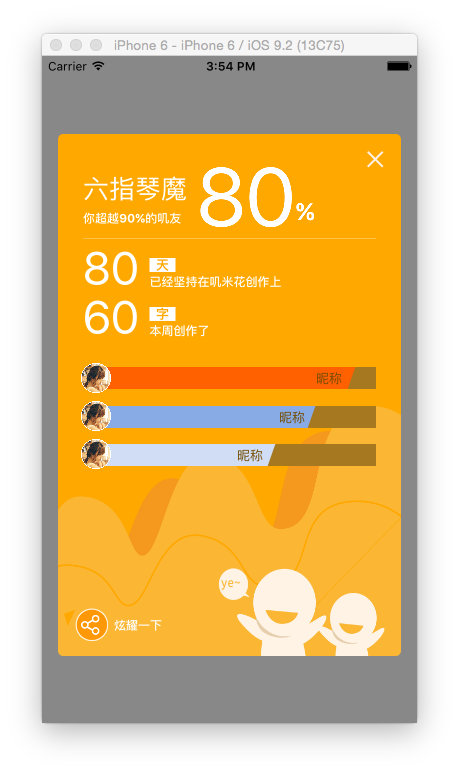 iPhone 6 - iPhone 6 / iOS 9.2 (13C75)
Carrier 3:54 PM
六指琴魔 80%
你超越90%的叽友
80 天
已经坚持在叽米花创作上
60 字
本周创作了
昵称
昵称
昵称
ye~
炫耀一下